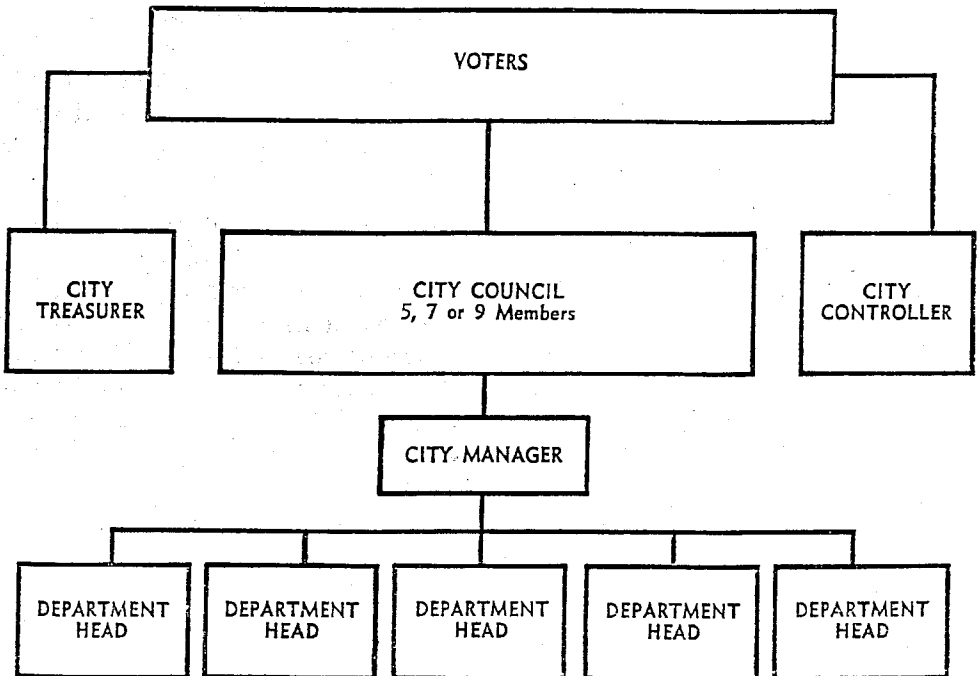 VOTERS
CITY
TREASURER
CITY COUNCIL
5, 7 or 9 Members
CITY
CONTROLLER
CITY MANAGER
DEPARTMENT
HEAD
DEPARTMENT
HEAD
DEPARTMENT
HEAD
DEPARTMENT
HEAD
DEPARTMENT
HEAD